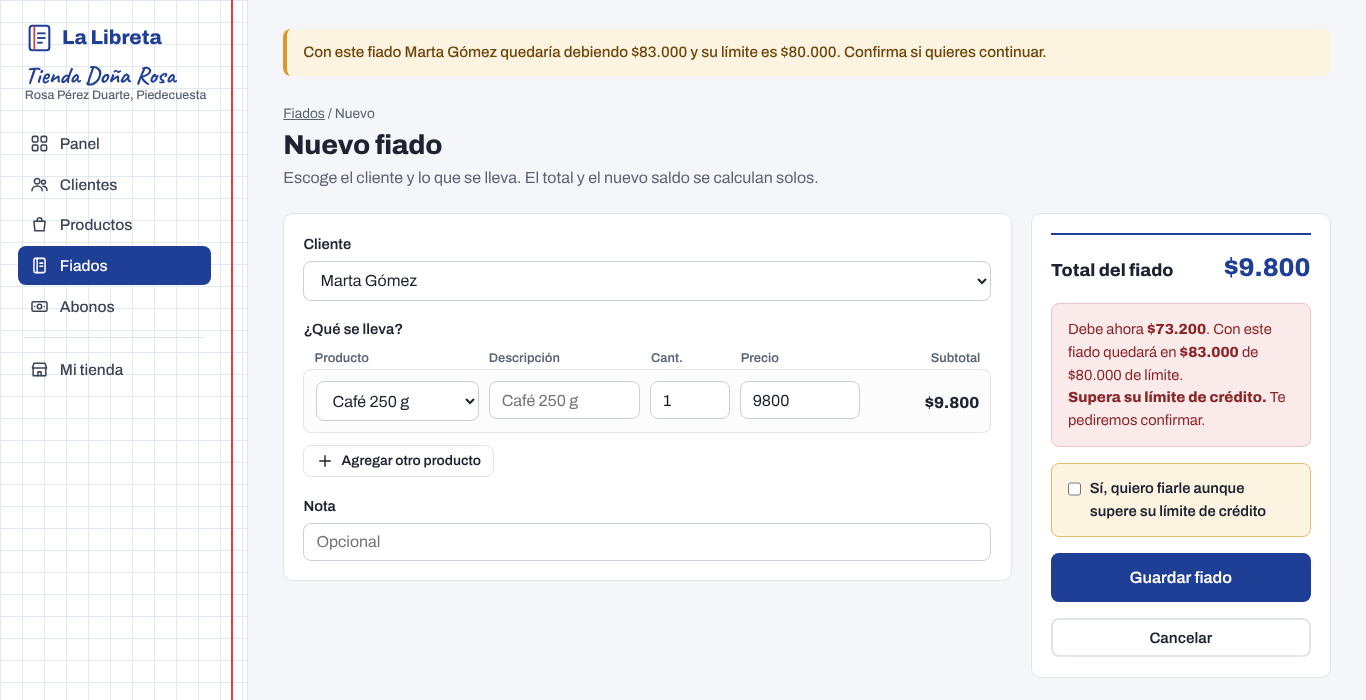 La Libreta
Tienda Doña Rosa
Rosa Pérez Duarte, Piedecuesta
Panel
Clientes
Productos
Fiados
Abonos
Mi tienda
Con este fiado Marta Gómez quedaría debiendo $83.000 y su límite es $80.000. Confirma si quieres continuar.
Fiados / Nuevo
Nuevo fiado
Escoge el cliente y lo que se lleva. El total y el nuevo saldo se calculan solos.
Cliente
Marta Gómez
¿Qué se lleva?
Producto Descripción Cant. Precio Subtotal
Café 250 g Café 250 g 1 9800 $9.800
Agregar otro producto
Nota
Opcional
Total del fiado $9.800
Debe ahora $73.200. Con este
fiado quedará en $83.000 de
$80.000 de límite.
Supera su límite de crédito. Te
pediremos confirmar.
Sí, quiero fiarle aunque
supere su límite de crédito
Guardar fiado
Cancelar